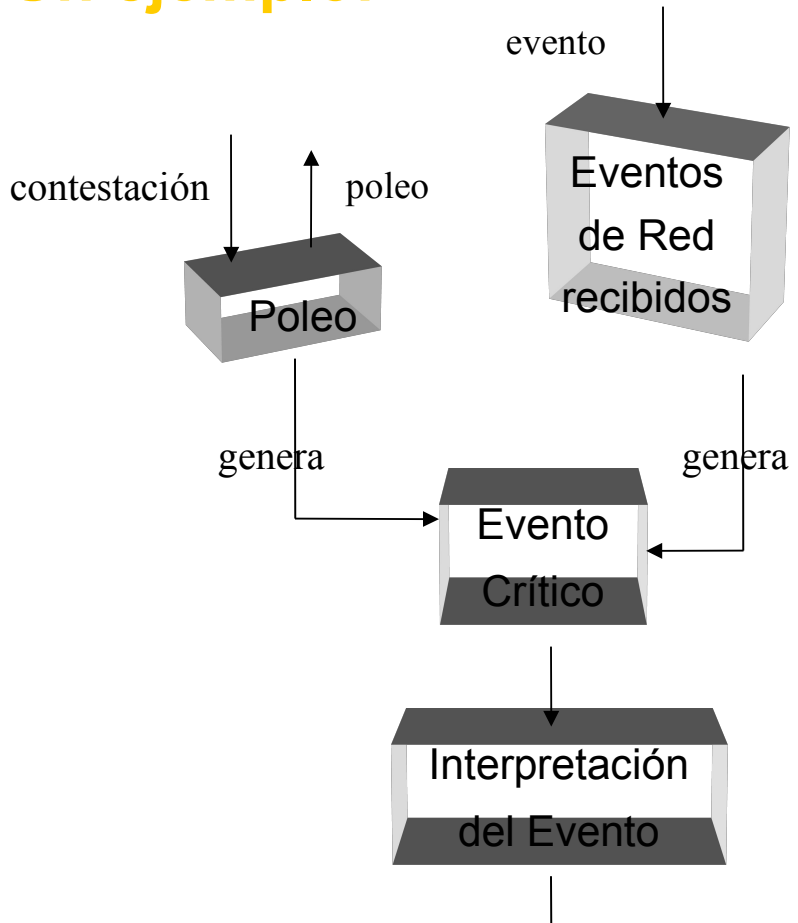 evento
contestación
poleo
Eventos
de Red
recibidos
Poleo
genera
genera
Evento
Crítico
Interpretación
del Evento